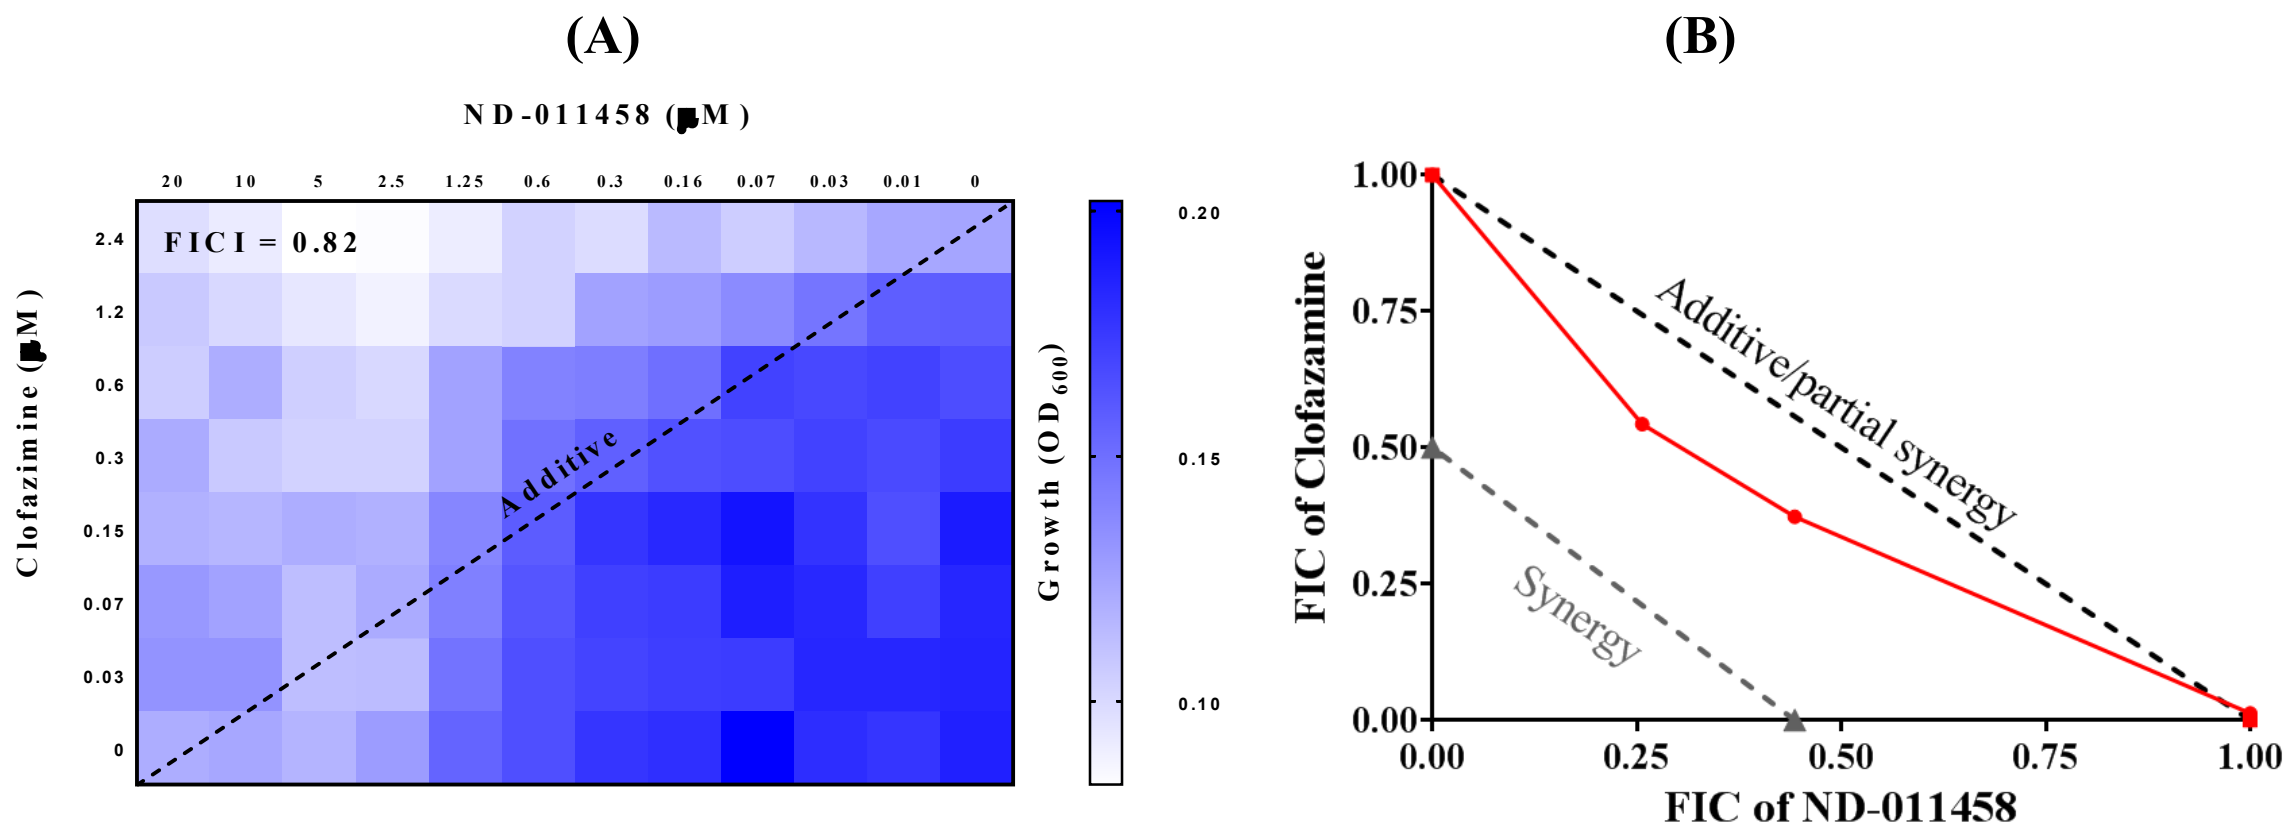 (A)
ND-011458 (μM)
20 10 5 2.5 1.25 0.6 0.3 0.16 0.07 0.03 0.01 0
Clofazimine (μM)
2.4
1.2
0.6
0.3
0.15
0.07
0.03
0
FICI = 0.82
Additive
Growth (OD600)
0.20
0.15
0.10
(B)
FIC of Clofazamine
1.00
0.75
0.50
0.25
0.00
Additive/partial synergy
Synergy
0.00 0.25 0.50 0.75 1.00
FIC of ND-011458